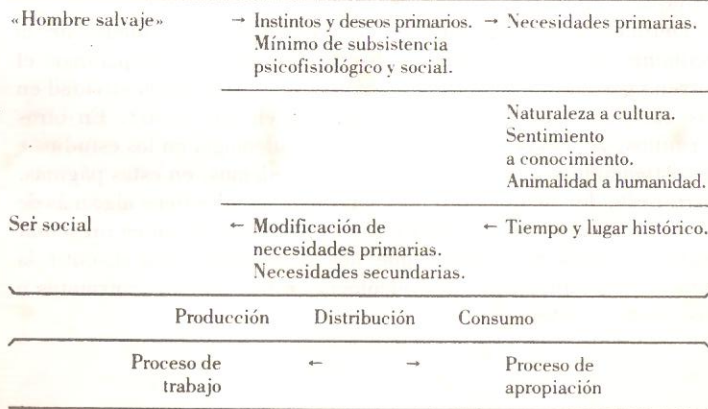 «Hombre salvaje» → Instintos y deseos primarios. → Necesidades primarias.
Mínimo de subsistencia
psicofisiológico y social.
Naturaleza a cultura.
Sentimiento
a conocimiento.
Animalidad a humanidad.
Ser social ← Modificación de ← Tiempo y lugar histórico.
necesidades primarias.
Necesidades secundarias.
Producción Distribución Consumo
Proceso de ← → Proceso de
trabajo apropiación